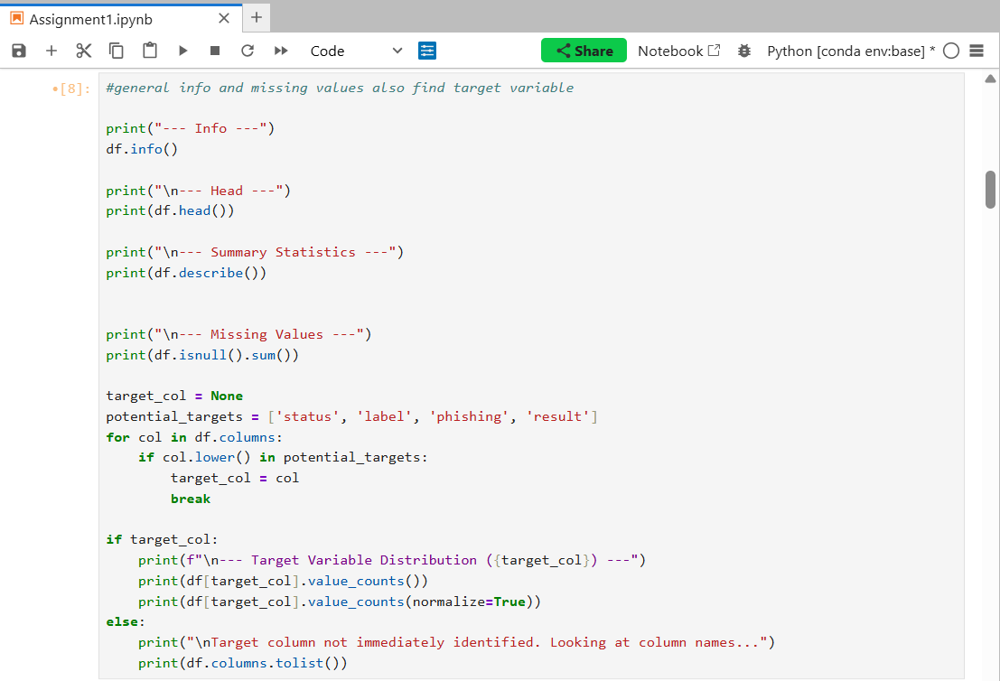 Assignment1.ipynb
Code
Share
Notebook
Python [conda env:base] *
[8]:
#general info and missing values also find target variable
print("--- Info ---")
df.info()
print("\n--- Head ---")
print(df.head())
print("\n--- Summary Statistics ---")
print(df.describe())
print("\n--- Missing Values ---")
print(df.isnull().sum())
target_col = None
potential_targets = ['status', 'label', 'phishing', 'result']
for col in df.columns:
    if col.lower() in potential_targets:
        target_col = col
        break
if target_col:
    print(f"\n--- Target Variable Distribution ({target_col}) ---")
    print(df[target_col].value_counts())
    print(df[target_col].value_counts(normalize=True))
else:
    print("\nTarget column not immediately identified. Looking at column names...")
    print(df.columns.tolist())